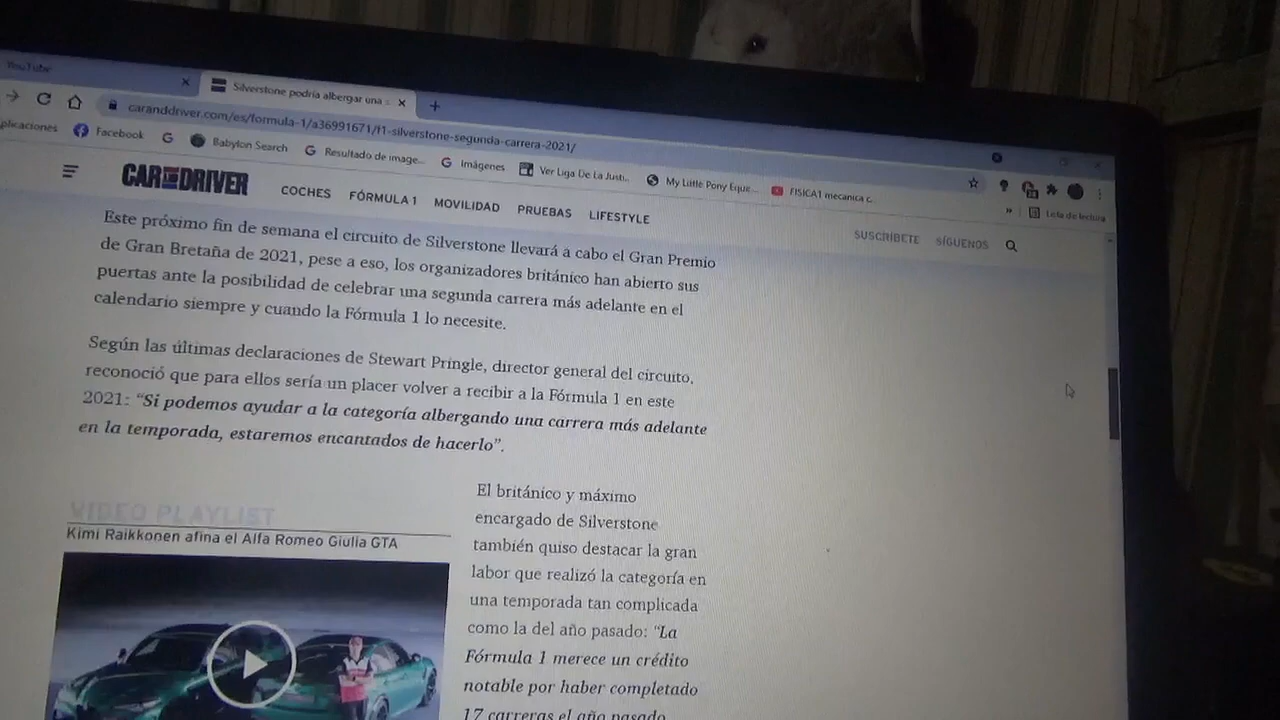 YouTube
Silverstone podría albergar una
caranddriver.com/es/formula-1/a36991671/f1-silverstone-segunda-carrera-2021/
plicaciones Facebook Babylon Search Resultado de image... Imágenes Ver Liga De La Justi... My Little Pony Eque... FISICA1 mecanica c...
Lista de lectura
CAR AND DRIVER
COCHES FÓRMULA 1 MOVILIDAD PRUEBAS LIFESTYLE
SUSCRÍBETE SÍGUENOS
Este próximo fin de semana el circuito de Silverstone llevará a cabo el Gran Premio
de Gran Bretaña de 2021, pese a eso, los organizadores británico han abierto sus
puertas ante la posibilidad de celebrar una segunda carrera más adelante en el
calendario siempre y cuando la Fórmula 1 lo necesite.
Según las últimas declaraciones de Stewart Pringle, director general del circuito,
reconoció que para ellos sería un placer volver a recibir a la Fórmula 1 en este
2021: “Si podemos ayudar a la categoría albergando una carrera más adelante
en la temporada, estaremos encantados de hacerlo”.
VIDEO PLAYLIST
Kimi Raikkonen afina el Alfa Romeo Giulia GTA
El británico y máximo
encargado de Silverstone
también quiso destacar la gran
labor que realizó la categoría en
una temporada tan complicada
como la del año pasado: “La
Fórmula 1 merece un crédito
notable por haber completado
17 carreras el año pasado